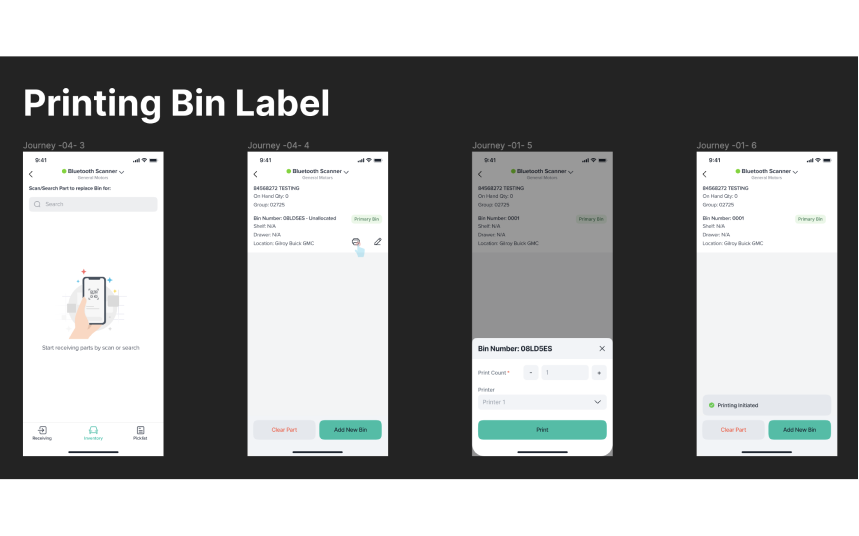 Printing Bin Label
Journey -04- 3
9:41
Bluetooth Scanner
General Motors
Scan/Search Part to replace Bin for:
Search
Start receiving parts by scan or search
Receiving
Inventory
Picklist
Journey -04- 4
9:41
Bluetooth Scanner
General Motors
84568272 TESTING
On Hand Qty: 0
Group: 02725
Bin Number: 08LD5ES - Unallocated
Primary Bin
Shelf: N/A
Drawer: N/A
Location: Gilroy Buick GMC
Clear Part
Add New Bin
Journey -01- 5
9:41
Bluetooth Scanner
General Motors
84568272 TESTING
On Hand Qty: 0
Group: 02725
Bin Number: 0001
Primary Bin
Shelf: N/A
Drawer: N/A
Location: Gilroy Buick GMC
Bin Number: 08LD5ES
Print Count*
-
1
+
Printer
Printer 1
Print
Journey -01- 6
9:41
Bluetooth Scanner
General Motors
84568272 TESTING
On Hand Qty: 0
Group: 02725
Bin Number: 0001
Primary Bin
Shelf: N/A
Drawer: N/A
Location: Gilroy Buick GMC
Printing Initiated
Clear Part
Add New Bin